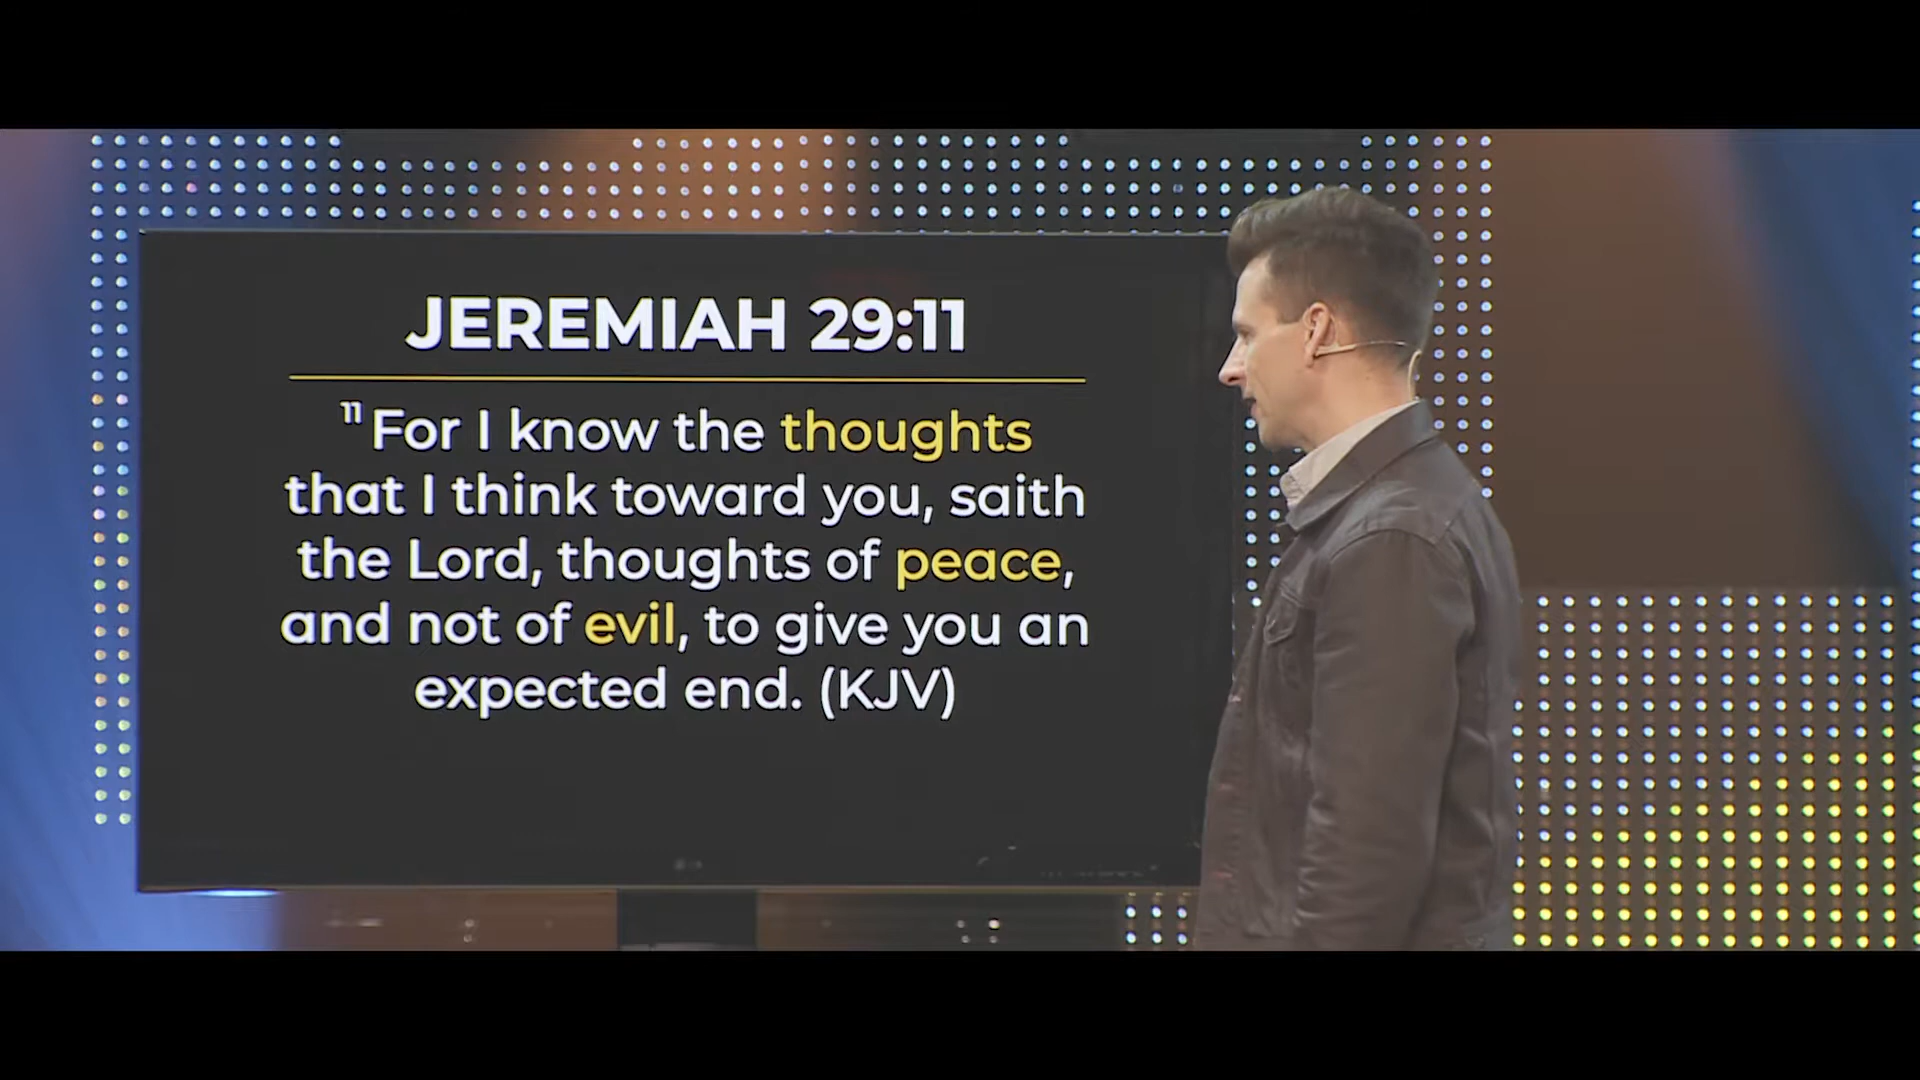 JEREMIAH 29:11
11 For I know the thoughts
that I think toward you, saith
the Lord, thoughts of peace,
and not of evil, to give you an
expected end. (KJV)